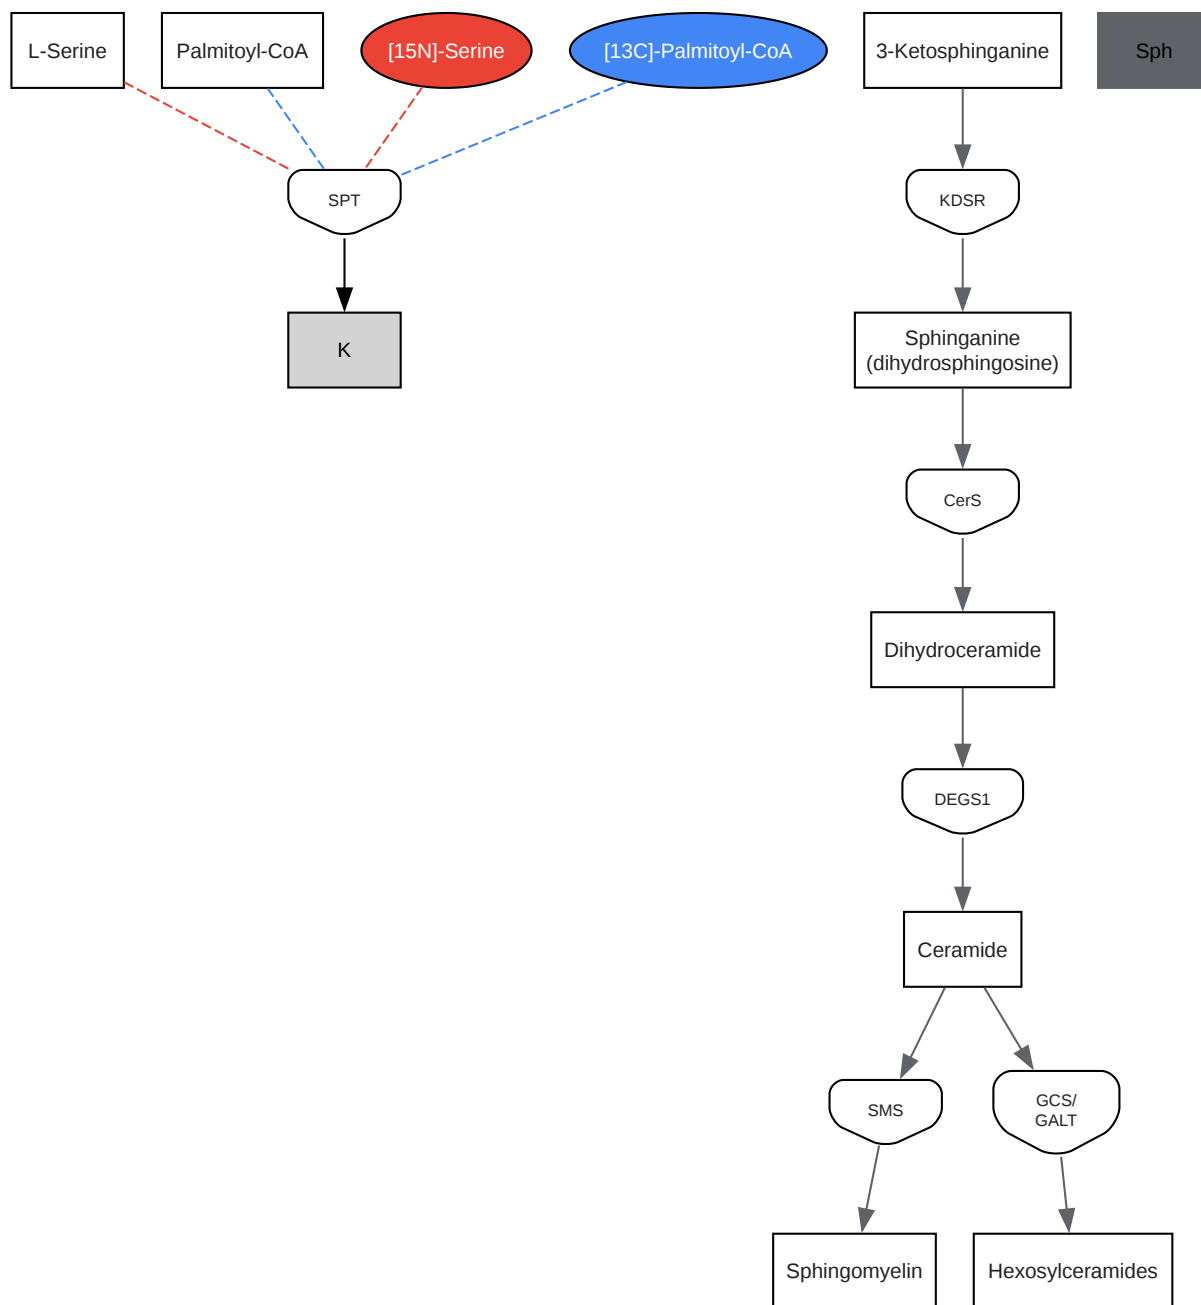 L-Serine
Palmitoyl-CoA
[15N]-Serine
[13C]-Palmitoyl-CoA
3-Ketosphinganine
Sph
SPT
KDSR
K
Sphinganine
(dihydrosphingosine)
CerS
Dihydroceramide
DEGS1
Ceramide
SMS
GCS/
GALT
Sphingomyelin
Hexosylceramides